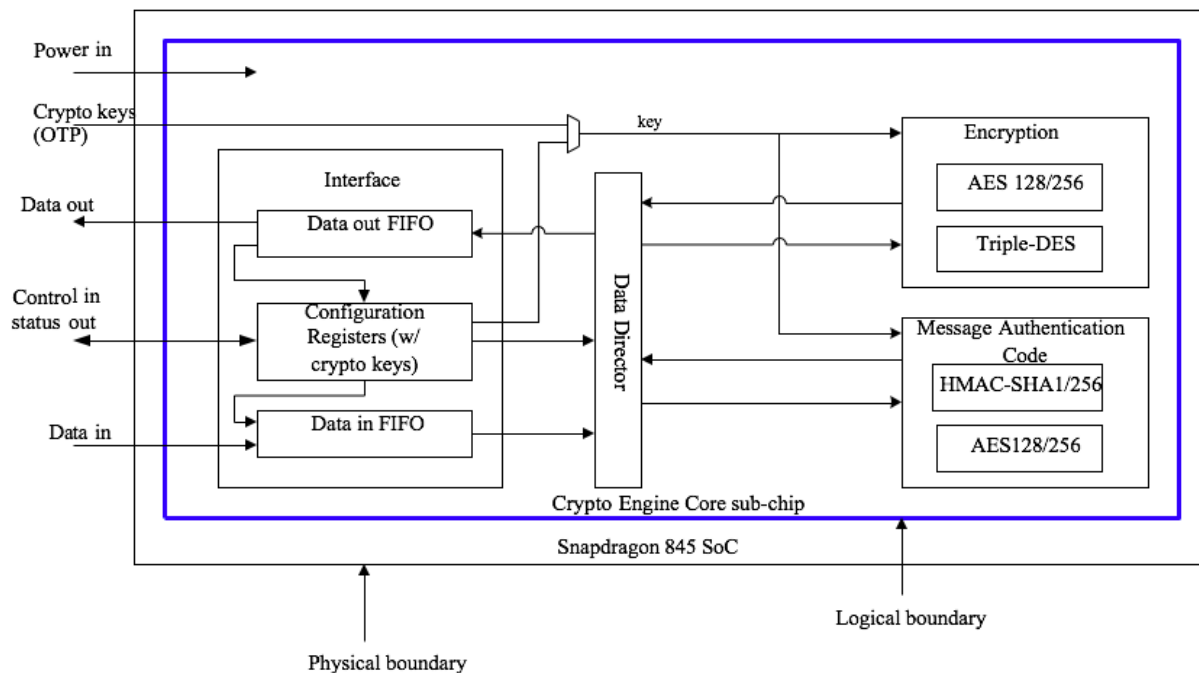 Power in
Crypto keys
(OTP)
key
Encryption
AES 128/256
Triple-DES
Interface
Data out
Data out FIFO
Control in
status out
Configuration
Registers (w/
crypto keys)
Data Director
Message Authentication
Code
HMAC-SHA1/256
AES128/256
Data in
Data in FIFO
Crypto Engine Core sub-chip
Snapdragon 845 SoC
Logical boundary
Physical boundary